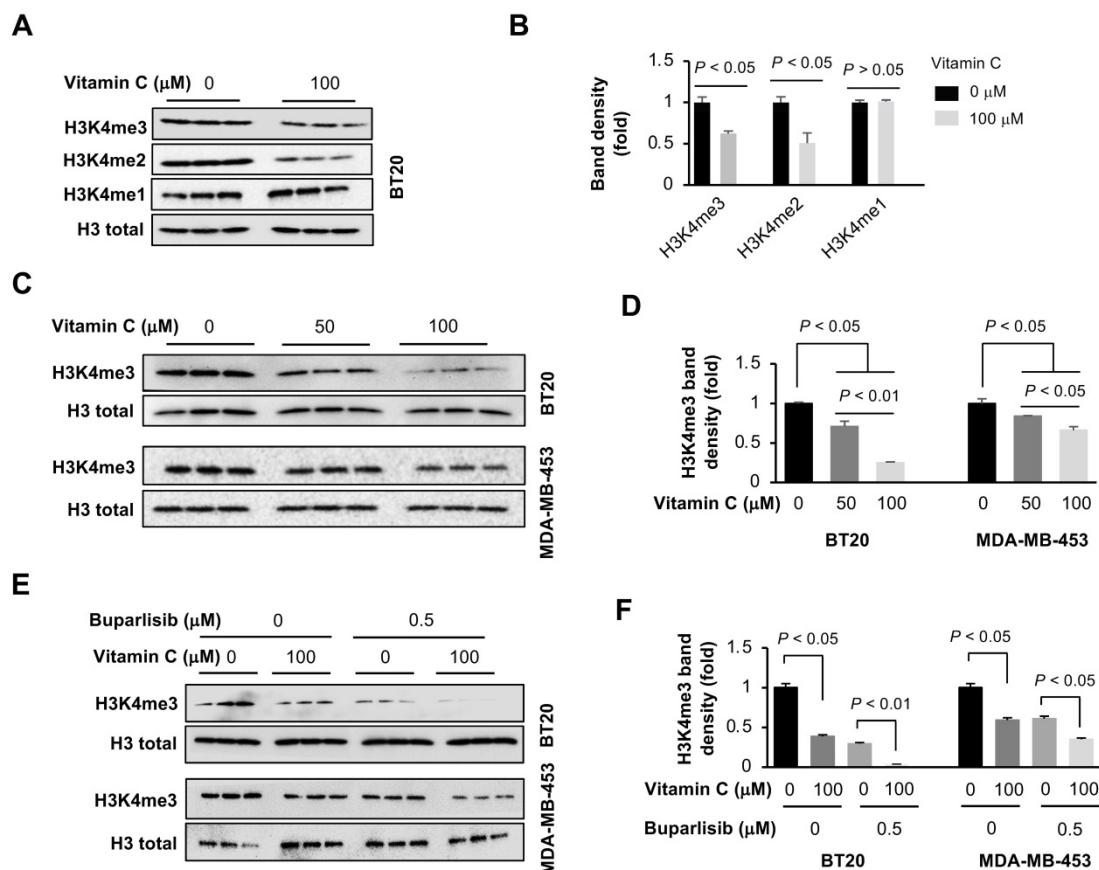 A
Vitamin C (μM) 0 100
H3K4me3
H3K4me2
H3K4me1
H3 total
BT20
B
Band density (fold)
1.5
1
0.5
0
P < 0.05 P < 0.05 P > 0.05
H3K4me3 H3K4me2 H3K4me1
Vitamin C
0 μM
100 μM
C
Vitamin C (μM) 0 50 100
H3K4me3
H3 total
BT20
H3K4me3
H3 total
MDA-MB-453
D
H3K4me3 band density (fold)
1.5
1
0.5
0
P < 0.05 P < 0.05
P < 0.01 P < 0.05
Vitamin C (μM) 0 50 100 0 50 100
BT20 MDA-MB-453
E
Buparlisib (μM) 0 0.5
Vitamin C (μM) 0 100 0 100
H3K4me3
H3 total
BT20
H3K4me3
H3 total
MDA-MB-453
F
H3K4me3 band density (fold)
1.5
1
0.5
0
P < 0.05 P < 0.01 P < 0.05 P < 0.05
Vitamin C (μM) 0 100 0 100 0 100 0 100
Buparlisib (μM) 0 0.5 0 0.5
BT20 MDA-MB-453